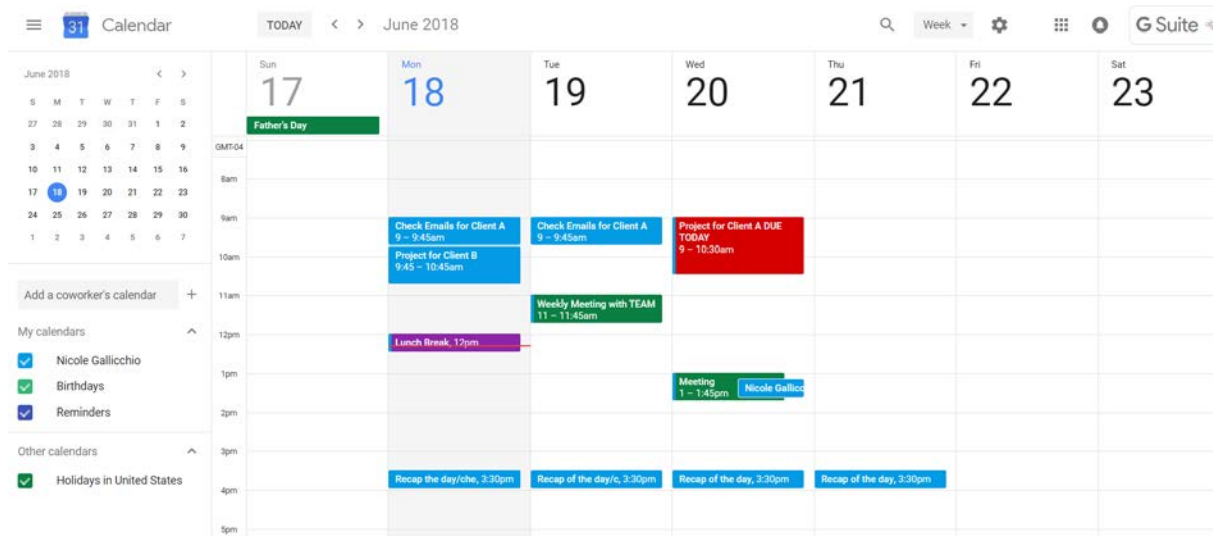 31 Calendar TODAY June 2018 Week G Suite
June 2018
S M T W T F S
27 28 29 30 31 1 2
3 4 5 6 7 8 9
10 11 12 13 14 15 16
17 18 19 20 21 22 23
24 25 26 27 28 29 30
1 2 3 4 5 6 7
Add a coworker's calendar
My calendars
Nicole Gallicchio
Birthdays
Reminders
Other calendars
Holidays in United States
Sun Mon Tue Wed Thu Fri Sat
17 18 19 20 21 22 23
Father's Day
GMT-04
8am
9am
10am
11am
12pm
1pm
2pm
3pm
4pm
5pm
Check Emails for Client A
9 – 9:45am
Project for Client B
9:45 – 10:45am
Lunch Break, 12pm
Recap the day/che, 3:30pm
Check Emails for Client A
9 – 9:45am
Weekly Meeting with TEAM
11 – 11:45am
Recap of the day/c, 3:30pm
Project for Client A DUE
TODAY
9 – 10:30am
Meeting
1 – 1:45pm
Nicole Gallicc
Recap of the day, 3:30pm
Recap of the day, 3:30pm